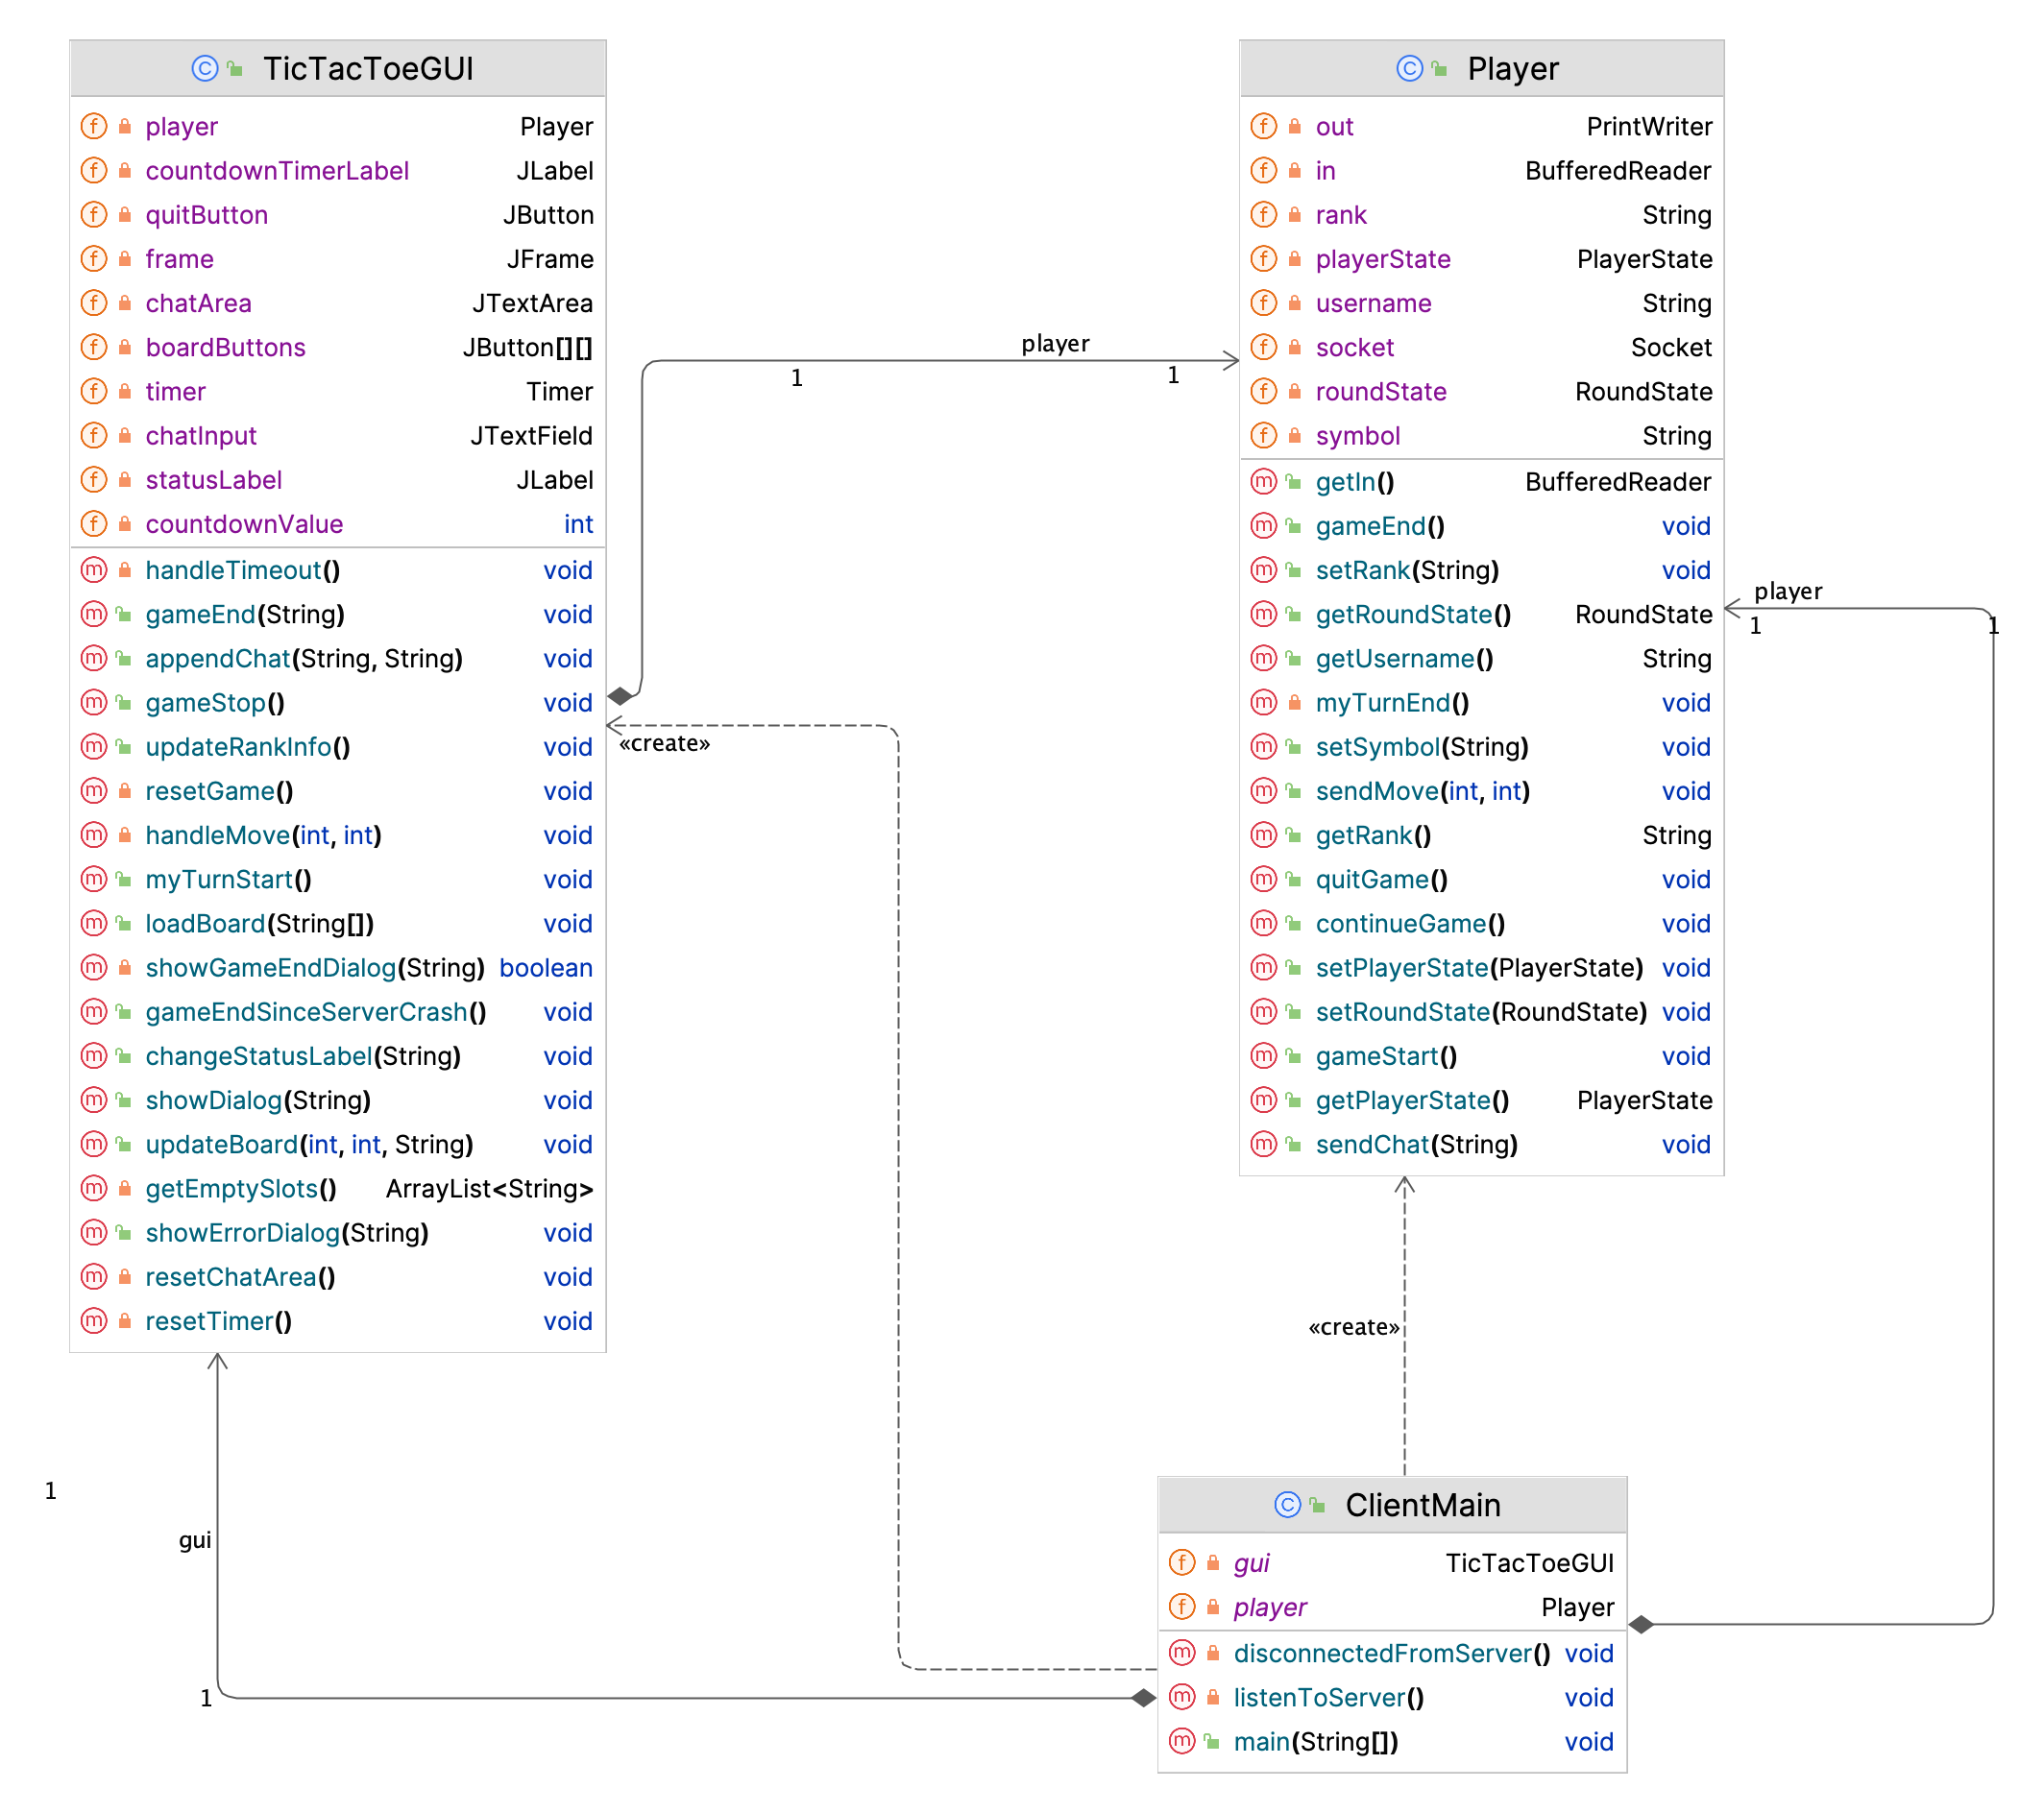 TicTacToeGUI
player Player
countdownTimerLabel JLabel
quitButton JButton
frame JFrame
chatArea JTextArea
boardButtons JButton[][]
timer Timer
chatInput JTextField
statusLabel JLabel
countdownValue int
handleTimeout() void
gameEnd(String) void
appendChat(String, String) void
gameStop() void
updateRankInfo() void
resetGame() void
handleMove(int, int) void
myTurnStart() void
loadBoard(String[]) void
showGameEndDialog(String) boolean
gameEndSinceServerCrash() void
changeStatusLabel(String) void
showDialog(String) void
updateBoard(int, int, String) void
getEmptySlots() ArrayList<String>
showErrorDialog(String) void
resetChatArea() void
resetTimer() void
Player
out PrintWriter
in BufferedReader
rank String
playerState PlayerState
username String
socket Socket
roundState RoundState
symbol String
getIn() BufferedReader
gameEnd() void
setRank(String) void
getRoundState() RoundState
getUsername() String
myTurnEnd() void
setSymbol(String) void
sendMove(int, int) void
getRank() String
quitGame() void
continueGame() void
setPlayerState(PlayerState) void
setRoundState(RoundState) void
gameStart() void
getPlayerState() PlayerState
sendChat(String) void
player
1
1
player
1
1
«create»
«create»
1
gui
1
ClientMain
gui TicTacToeGUI
player Player
disconnectedFromServer() void
listenToServer() void
main(String[]) void